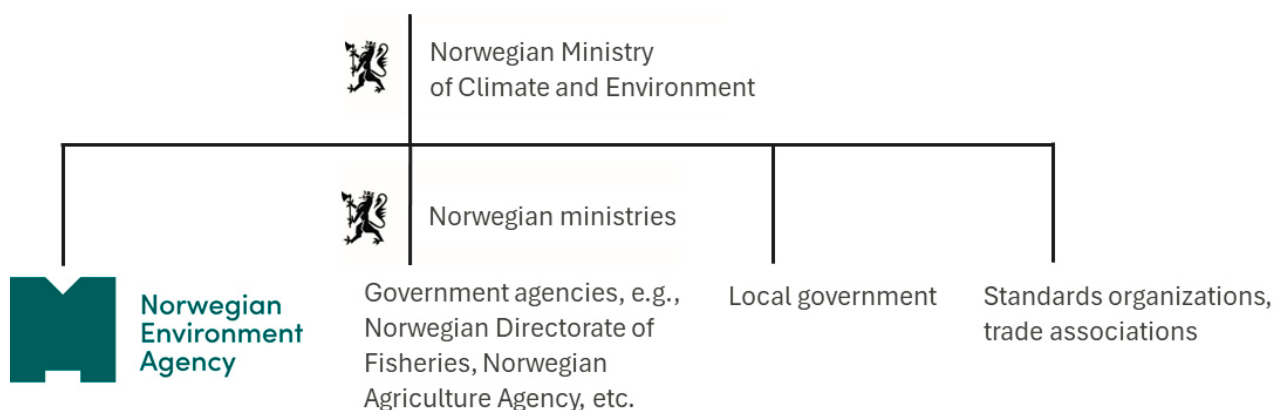 Norwegian Ministry
of Climate and Environment
Norwegian ministries
Norwegian
Environment
Agency
Government agencies, e.g.,
Norwegian Directorate of
Fisheries, Norwegian
Agriculture Agency, etc.
Local government
Standards organizations,
trade associations